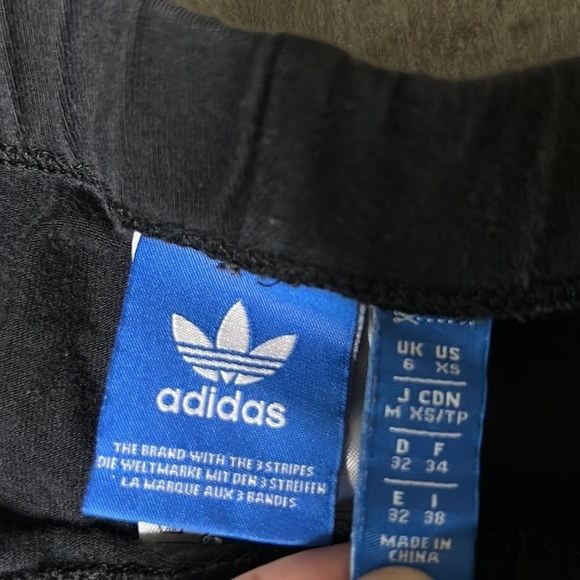 adidas
THE BRAND WITH THE 3 STRIPES
DIE WELTMARKE MIT DEN 3 STREIFEN
LA MARQUE AUX 3 BANDES
UK US
6 XS
J CDN
M XS/TP
D F
32 34
E I
32 38
MADE IN
CHINA